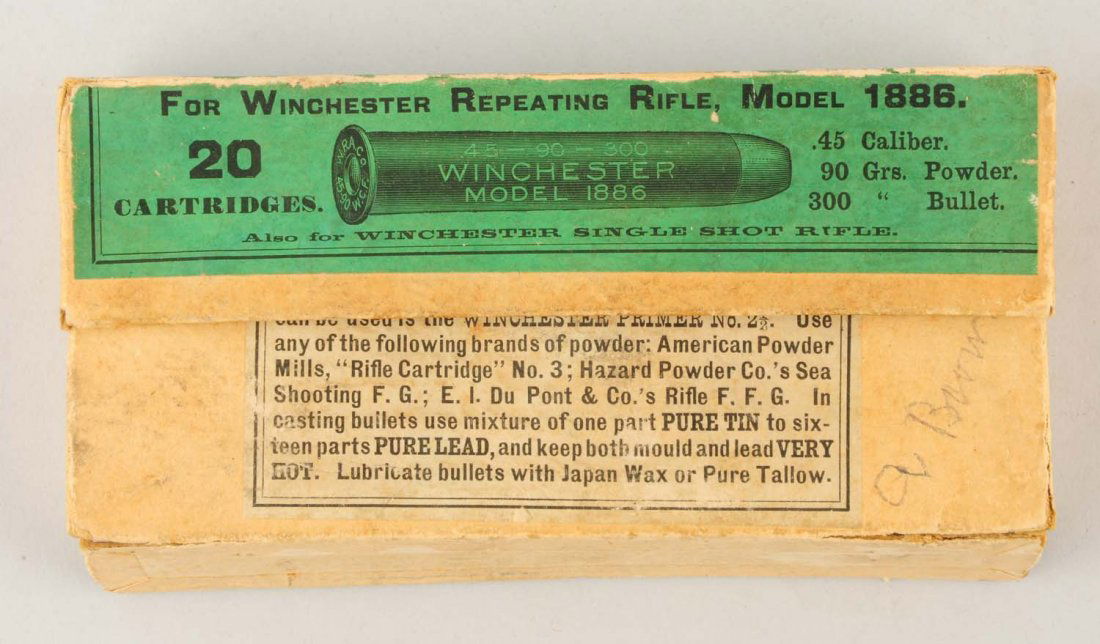 FOR WINCHESTER REPEATING RIFLE, MODEL 1886.
20
CARTRIDGES.
W.R.A.Co.
45-90
W.C.F.
45-90-300
WINCHESTER
MODEL 1886
.45 Caliber.
90 Grs. Powder.
300 " Bullet.
Also for WINCHESTER SINGLE SHOT RIFLE.
can be used is the WINCHESTER PRIMER No. 2½. Use
any of the following brands of powder: American Powder
Mills, "Rifle Cartridge" No. 3; Hazard Powder Co.'s Sea
Shooting F. G.; E. I. Du Pont & Co.'s Rifle F. F. G. In
casting bullets use mixture of one part PURE TIN to six-
teen parts PURE LEAD, and keep both mould and lead VERY
HOT. Lubricate bullets with Japan Wax or Pure Tallow.